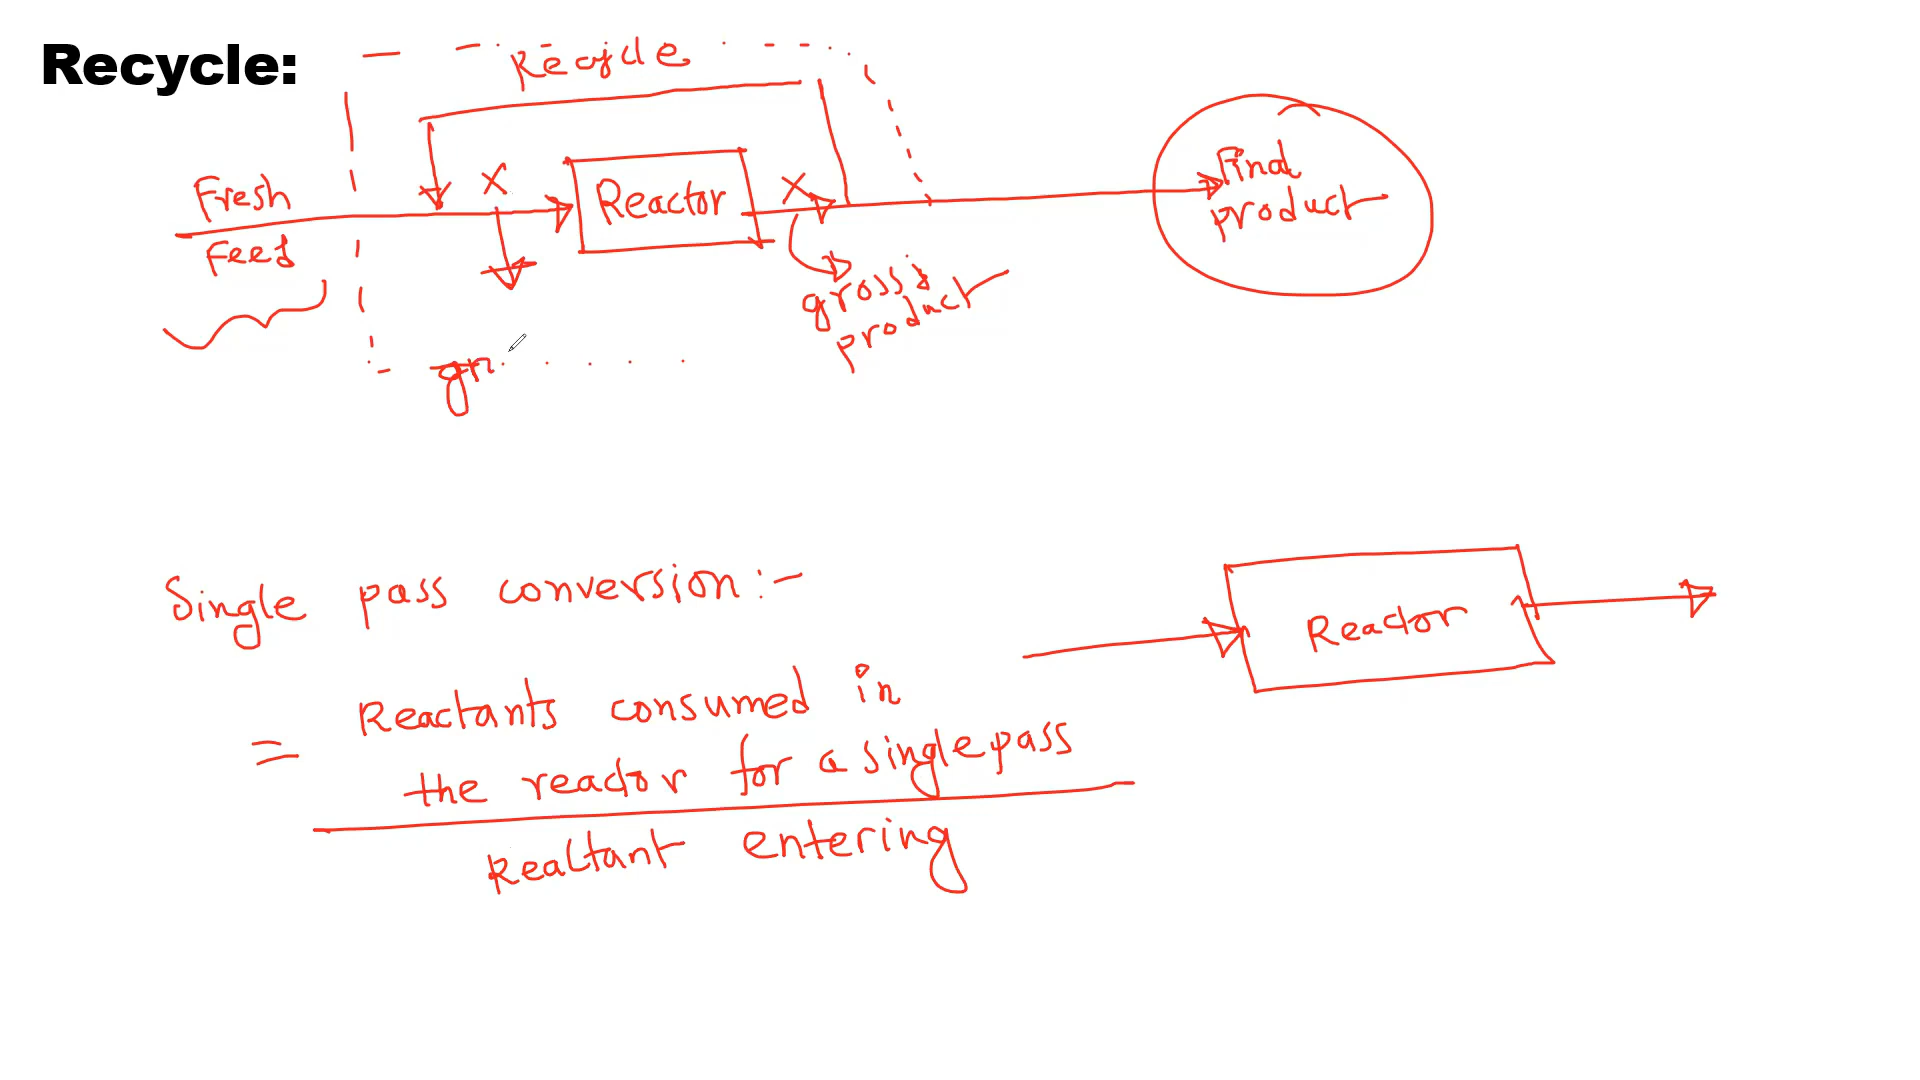 Recycle:
Recycle
Fresh
Feed
X
Reactor
X
Final
product
gross
product
Single pass conversion:-
Reactor
= Reactants consumed in
the reactor for a single pass
Realtant entering